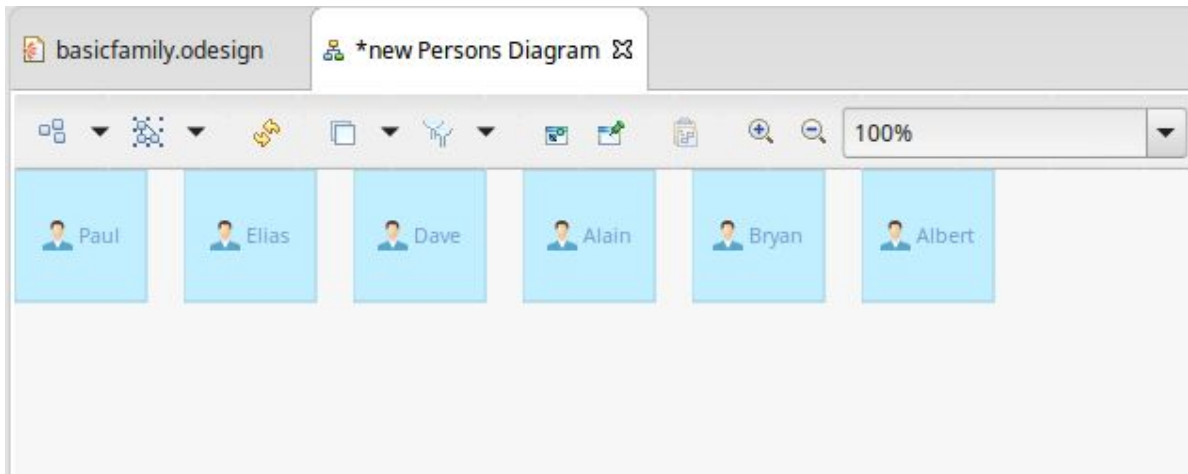 basicfamily.odesign
*new Persons Diagram
100%
Paul
Elias
Dave
Alain
Bryan
Albert